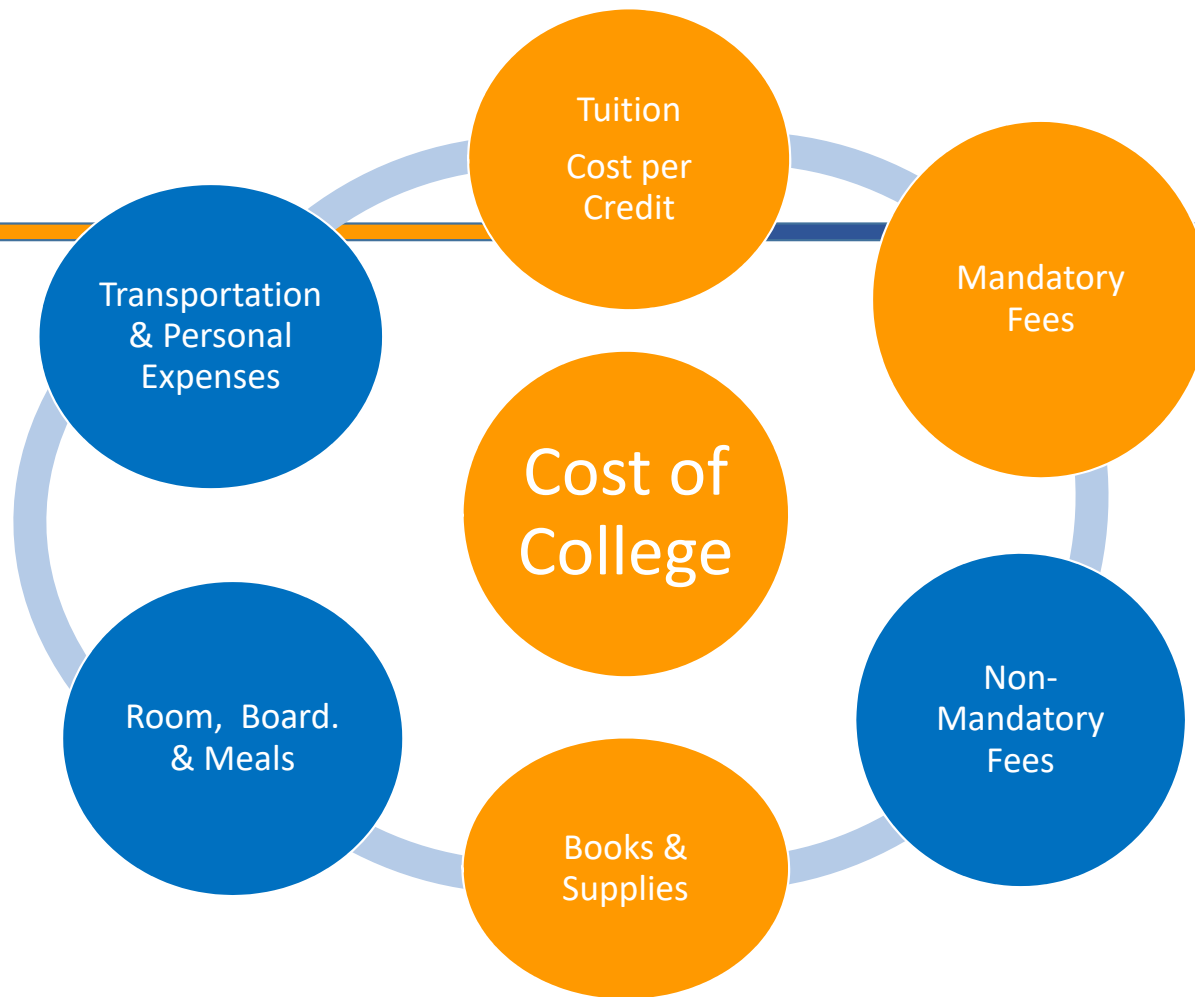 Tuition
Cost per
Credit
Mandatory
Fees
Non-
Mandatory
Fees
Books &
Supplies
Room,  Board.
& Meals
Transportation
& Personal
Expenses
Cost of
College